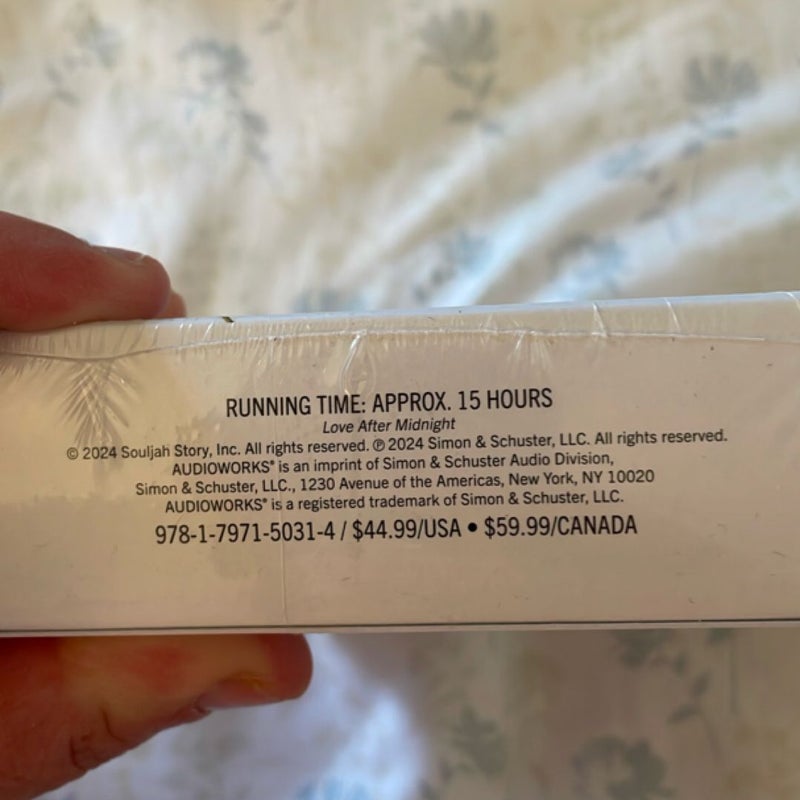 RUNNING TIME: APPROX. 15 HOURS
Love After Midnight
© 2024 Souljah Story, Inc. All rights reserved. ℗ 2024 Simon & Schuster, LLC. All rights reserved.
AUDIOWORKS® is an imprint of Simon & Schuster Audio Division,
Simon & Schuster, LLC., 1230 Avenue of the Americas, New York, NY 10020
AUDIOWORKS® is a registered trademark of Simon & Schuster, LLC.
978-1-7971-5031-4 / $44.99/USA • $59.99/CANADA